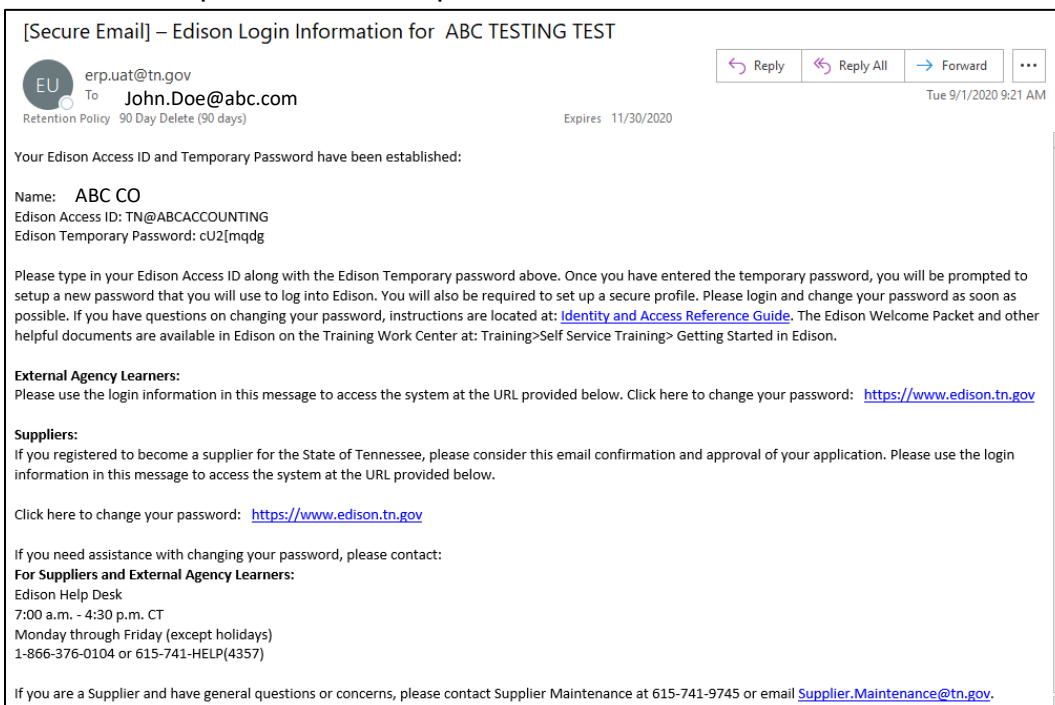 [Secure Email] – Edison Login Information for ABC TESTING TEST
Reply Reply All Forward ...
EU
erp.uat@tn.gov
To John.Doe@abc.com
Tue 9/1/2020 9:21 AM
Retention Policy 90 Day Delete (90 days) Expires 11/30/2020
Your Edison Access ID and Temporary Password have been established:
Name: ABC CO
Edison Access ID: TN@ABCACCOUNTING
Edison Temporary Password: cU2[mqdg
Please type in your Edison Access ID along with the Edison Temporary password above. Once you have entered the temporary password, you will be prompted to
setup a new password that you will use to log into Edison. You will also be required to set up a secure profile. Please login and change your password as soon as
possible. If you have questions on changing your password, instructions are located at: Identity and Access Reference Guide. The Edison Welcome Packet and other
helpful documents are available in Edison on the Training Work Center at: Training>Self Service Training> Getting Started in Edison.
External Agency Learners:
Please use the login information in this message to access the system at the URL provided below. Click here to change your password: https://www.edison.tn.gov
Suppliers:
If you registered to become a supplier for the State of Tennessee, please consider this email confirmation and approval of your application. Please use the login
information in this message to access the system at the URL provided below.
Click here to change your password: https://www.edison.tn.gov
If you need assistance with changing your password, please contact:
For Suppliers and External Agency Learners:
Edison Help Desk
7:00 a.m. - 4:30 p.m. CT
Monday through Friday (except holidays)
1-866-376-0104 or 615-741-HELP(4357)
If you are a Supplier and have general questions or concerns, please contact Supplier Maintenance at 615-741-9745 or email Supplier.Maintenance@tn.gov.